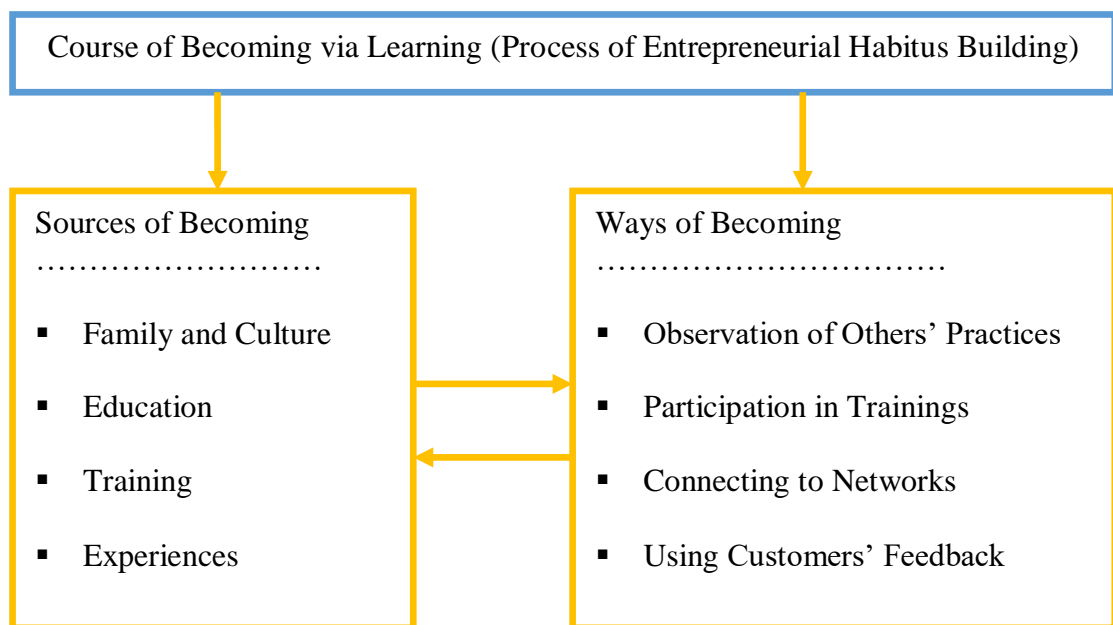 Course of Becoming via Learning (Process of Entrepreneurial Habitus Building)
Sources of Becoming
………………………
▪ Family and Culture
▪ Education
▪ Training
▪ Experiences
Ways of Becoming
……………………………
▪ Observation of Others’ Practices
▪ Participation in Trainings
▪ Connecting to Networks
▪ Using Customers’ Feedback